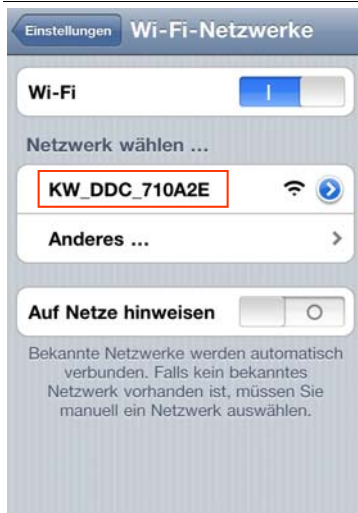 Einstellungen Wi-Fi-Netzwerke
Wi-Fi
Netzwerk wählen ...
KW_DDC_710A2E
Anderes ...
Auf Netze hinweisen
Bekannte Netzwerke werden automatisch
verbunden. Falls kein bekanntes
Netzwerk vorhanden ist, müssen Sie
manuell ein Netzwerk auswählen.